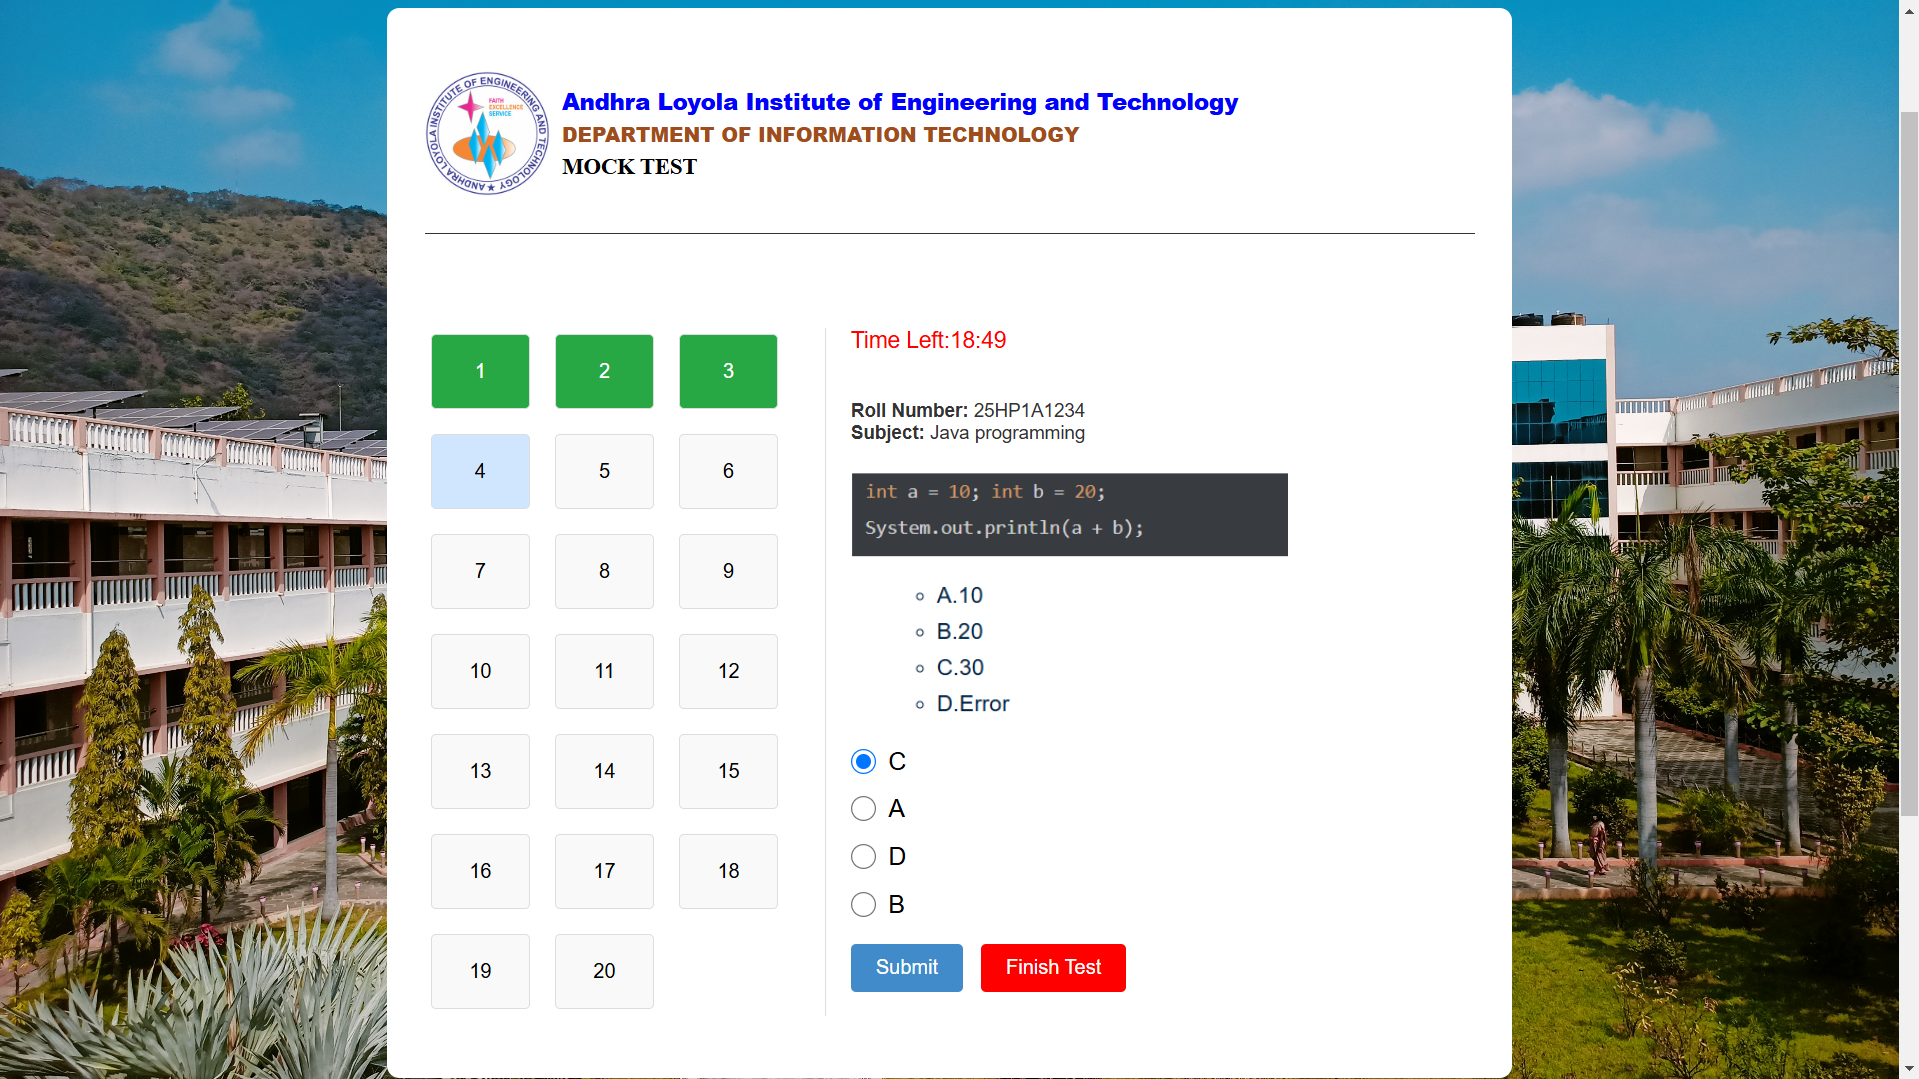 ANDHRA LOYOLA INSTITUTE OF ENGINEERING AND TECHNOLOGY
FAITH
EXCELLENCE
SERVICE
Andhra Loyola Institute of Engineering and Technology
DEPARTMENT OF INFORMATION TECHNOLOGY
MOCK TEST
1 2 3
4 5 6
7 8 9
10 11 12
13 14 15
16 17 18
19 20
Time Left:18:49
Roll Number: 25HP1A1234
Subject: Java programming
int a = 10; int b = 20;
System.out.println(a + b);
A.10
B.20
C.30
D.Error
C
A
D
B
Submit Finish Test